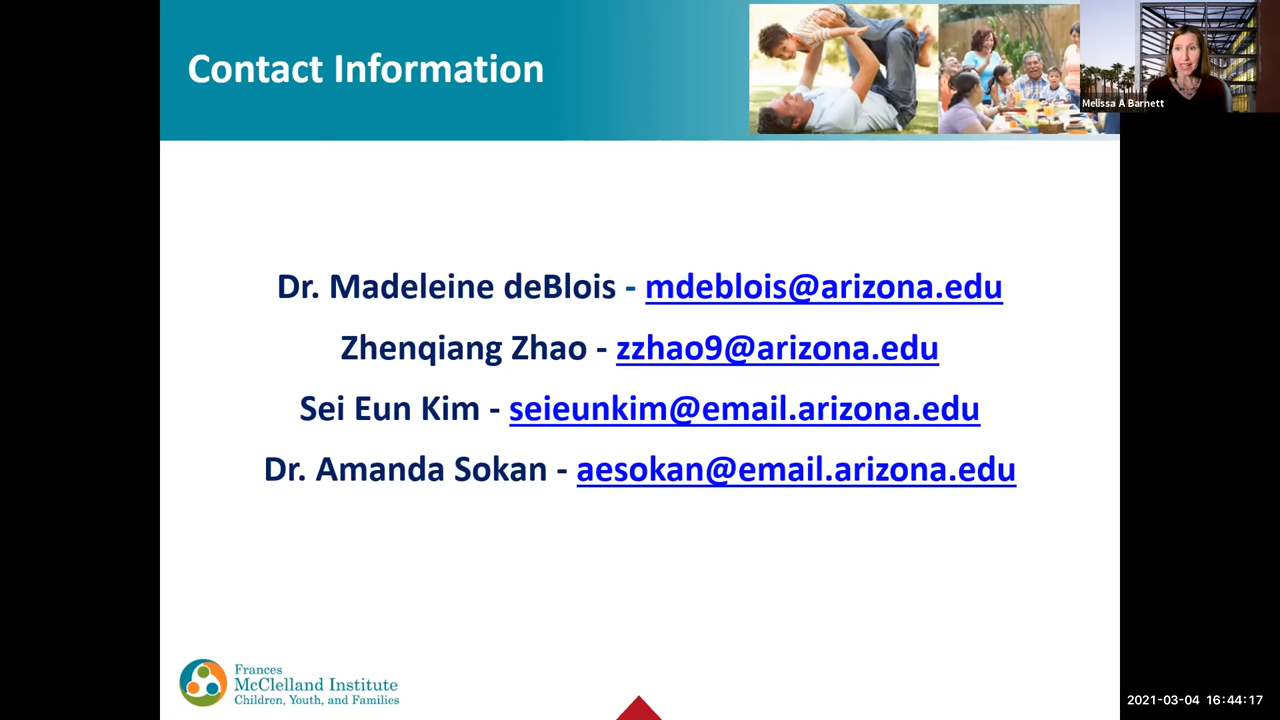 Contact Information
Melissa A Barnett
Dr. Madeleine deBlois - mdeblois@arizona.edu
Zhenqiang Zhao - zzhao9@arizona.edu
Sei Eun Kim - seieunkim@email.arizona.edu
Dr. Amanda Sokan - aesokan@email.arizona.edu
Frances
McClelland Institute
Children, Youth, and Families
2021-03-04 16:44:17